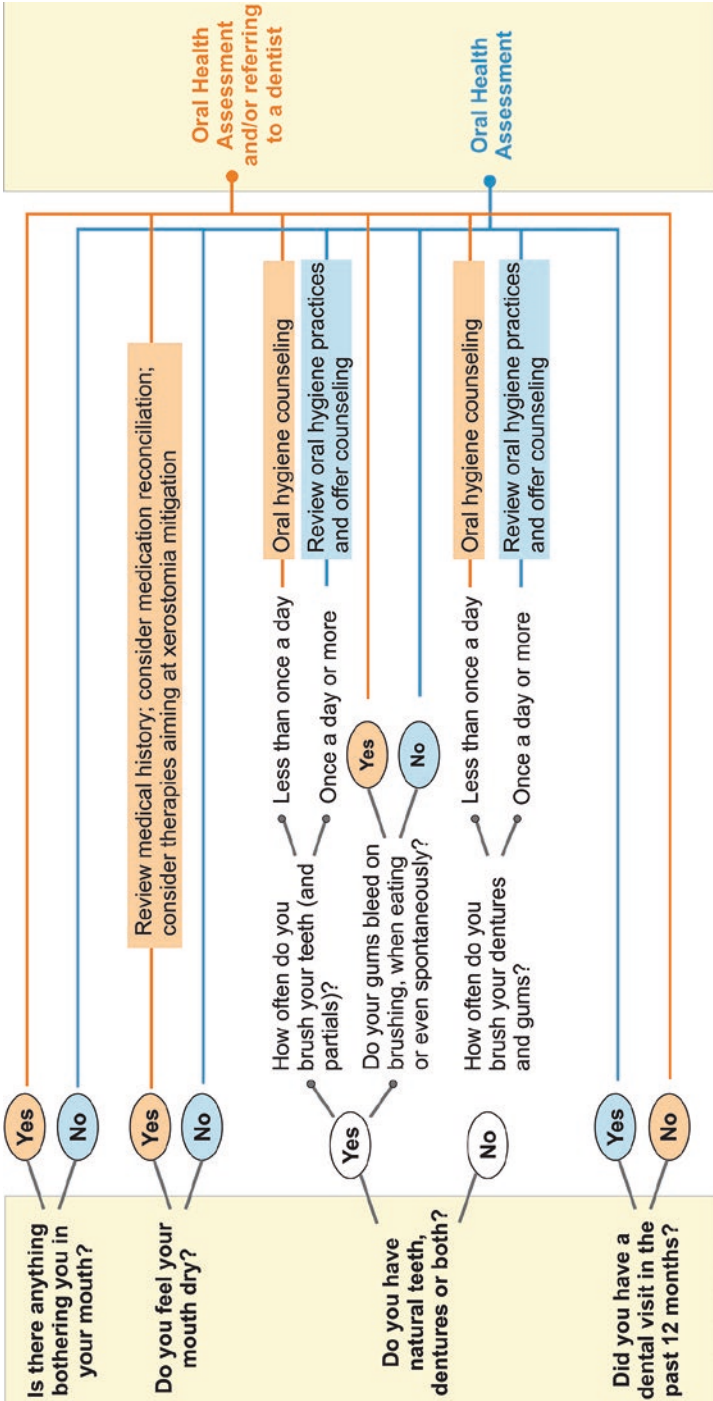 Is there anything
bothering you in
your mouth?
Yes
No
Do you feel your
mouth dry?
Yes
No
Review medical history; consider medication reconciliation;
consider therapies aiming at xerostomia mitigation
Do you have
natural teeth,
dentures or both?
Yes
How often do you
brush your teeth (and
partials)?
Less than once a day
Oral hygiene counseling
Once a day or more
Review oral hygiene practices
and offer counseling
Do your gums bleed on
brushing, when eating
or even spontaneously?
Yes
No
No
How often do you
brush your dentures
and gums?
Less than once a day
Oral hygiene counseling
Once a day or more
Review oral hygiene practices
and offer counseling
Did you have a
dental visit in the
past 12 months?
Yes
No
Oral Health
Assessment
and/or referring
to a dentist
Oral Health
Assessment